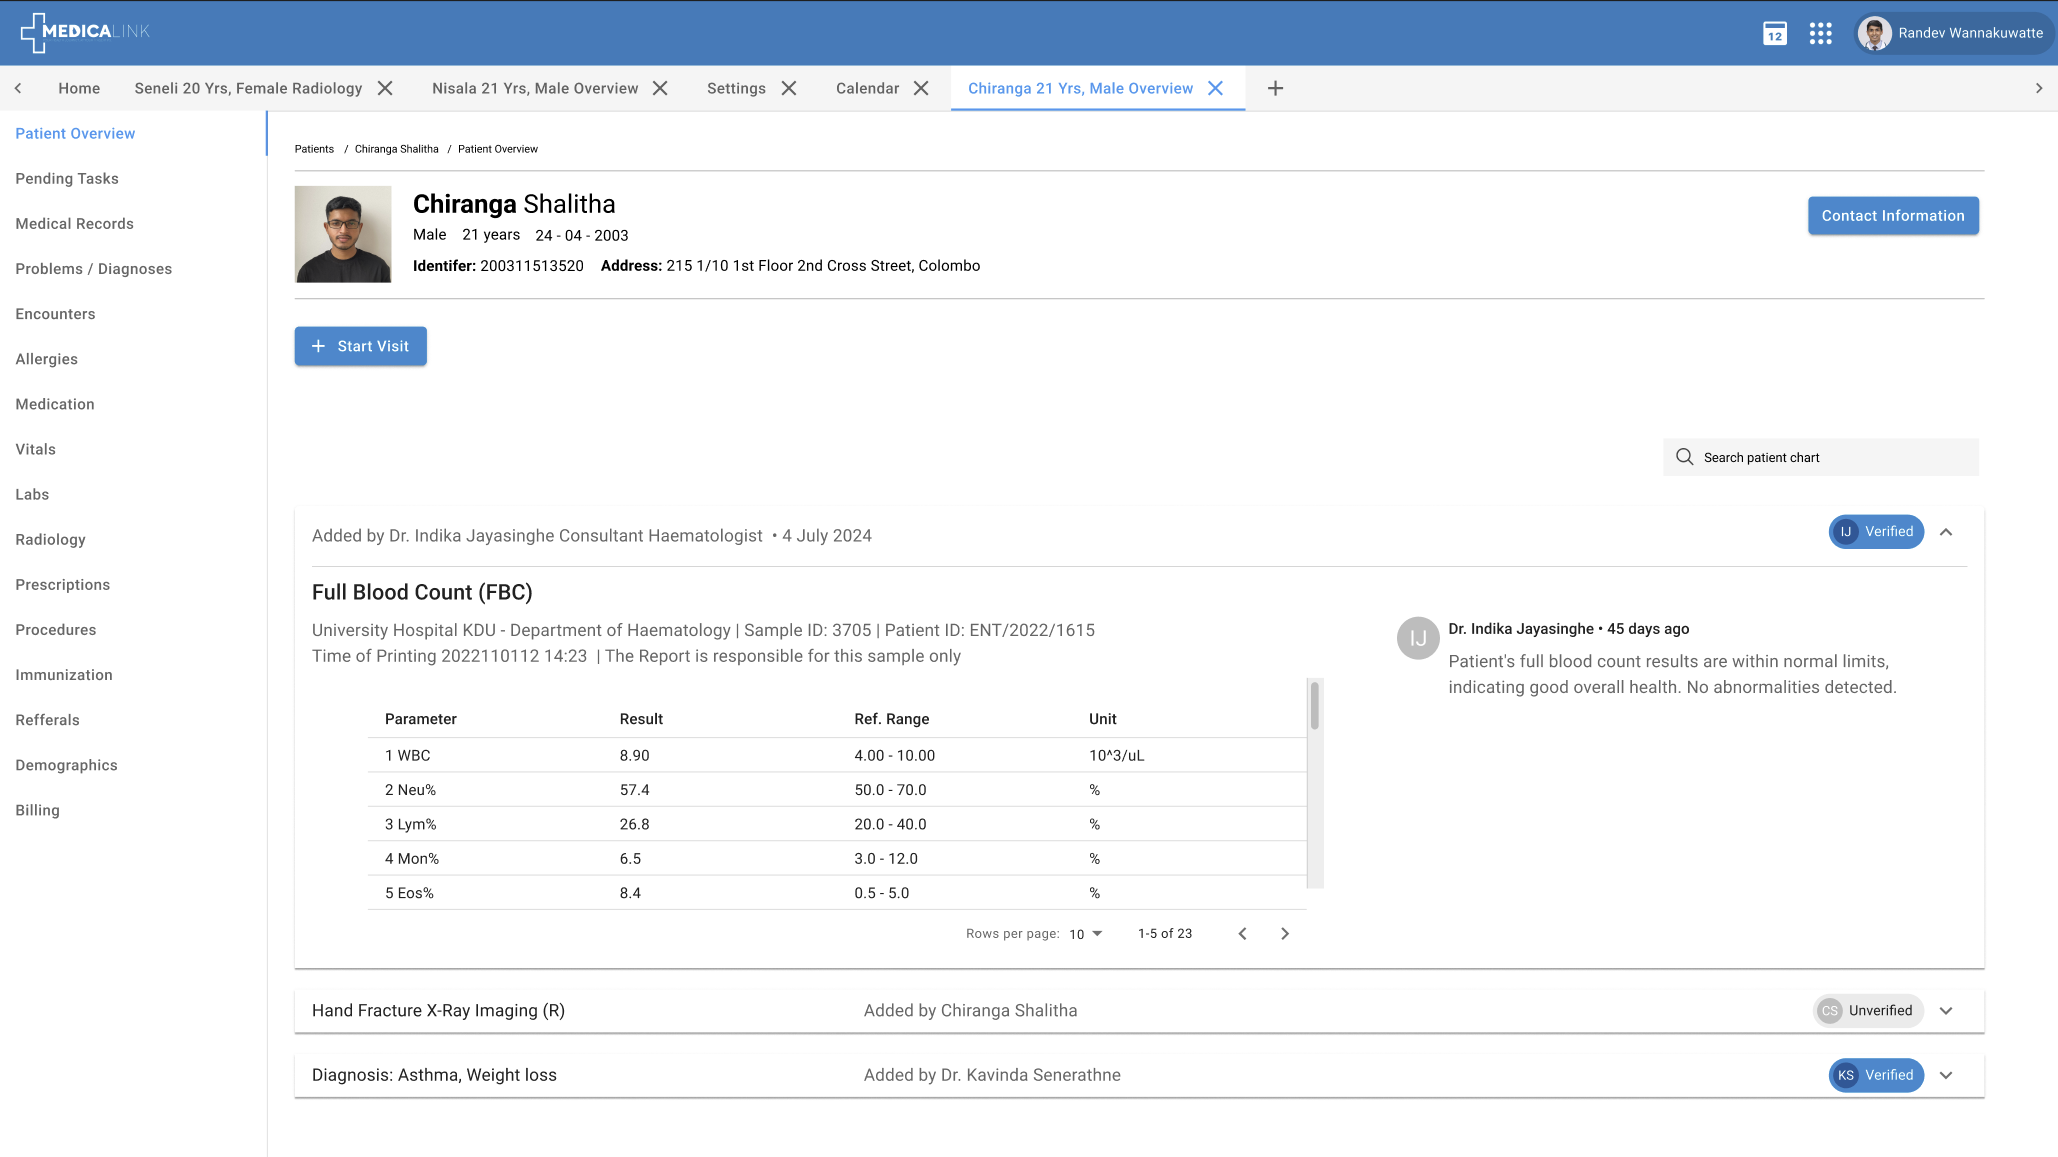 MEDICALINK
12
Randev Wannakuwatte
Home
Seneli 20 Yrs, Female Radiology
Nisala 21 Yrs, Male Overview
Settings
Calendar
Chiranga 21 Yrs, Male Overview
Patient Overview
Pending Tasks
Medical Records
Problems / Diagnoses
Encounters
Allergies
Medication
Vitals
Labs
Radiology
Prescriptions
Procedures
Immunization
Refferals
Demographics
Billing
Patients / Chiranga Shalitha / Patient Overview
Chiranga Shalitha
Male 21 years 24 - 04 - 2003
Identifer: 200311513520 Address: 215 1/10 1st Floor 2nd Cross Street, Colombo
Contact Information
+ Start Visit
Search patient chart
Added by Dr. Indika Jayasinghe Consultant Haematologist • 4 July 2024
IJ Verified
Full Blood Count (FBC)
University Hospital KDU - Department of Haematology | Sample ID: 3705 | Patient ID: ENT/2022/1615
Time of Printing 2022110112 14:23 | The Report is responsible for this sample only
Parameter Result Ref. Range Unit
1 WBC 8.90 4.00 - 10.00 10^3/uL
2 Neu% 57.4 50.0 - 70.0 %
3 Lym% 26.8 20.0 - 40.0 %
4 Mon% 6.5 3.0 - 12.0 %
5 Eos% 8.4 0.5 - 5.0 %
Rows per page: 10 1-5 of 23
IJ
Dr. Indika Jayasinghe • 45 days ago
Patient's full blood count results are within normal limits,
indicating good overall health. No abnormalities detected.
Hand Fracture X-Ray Imaging (R) Added by Chiranga Shalitha CS Unverified
Diagnosis: Asthma, Weight loss Added by Dr. Kavinda Senerathne KS Verified